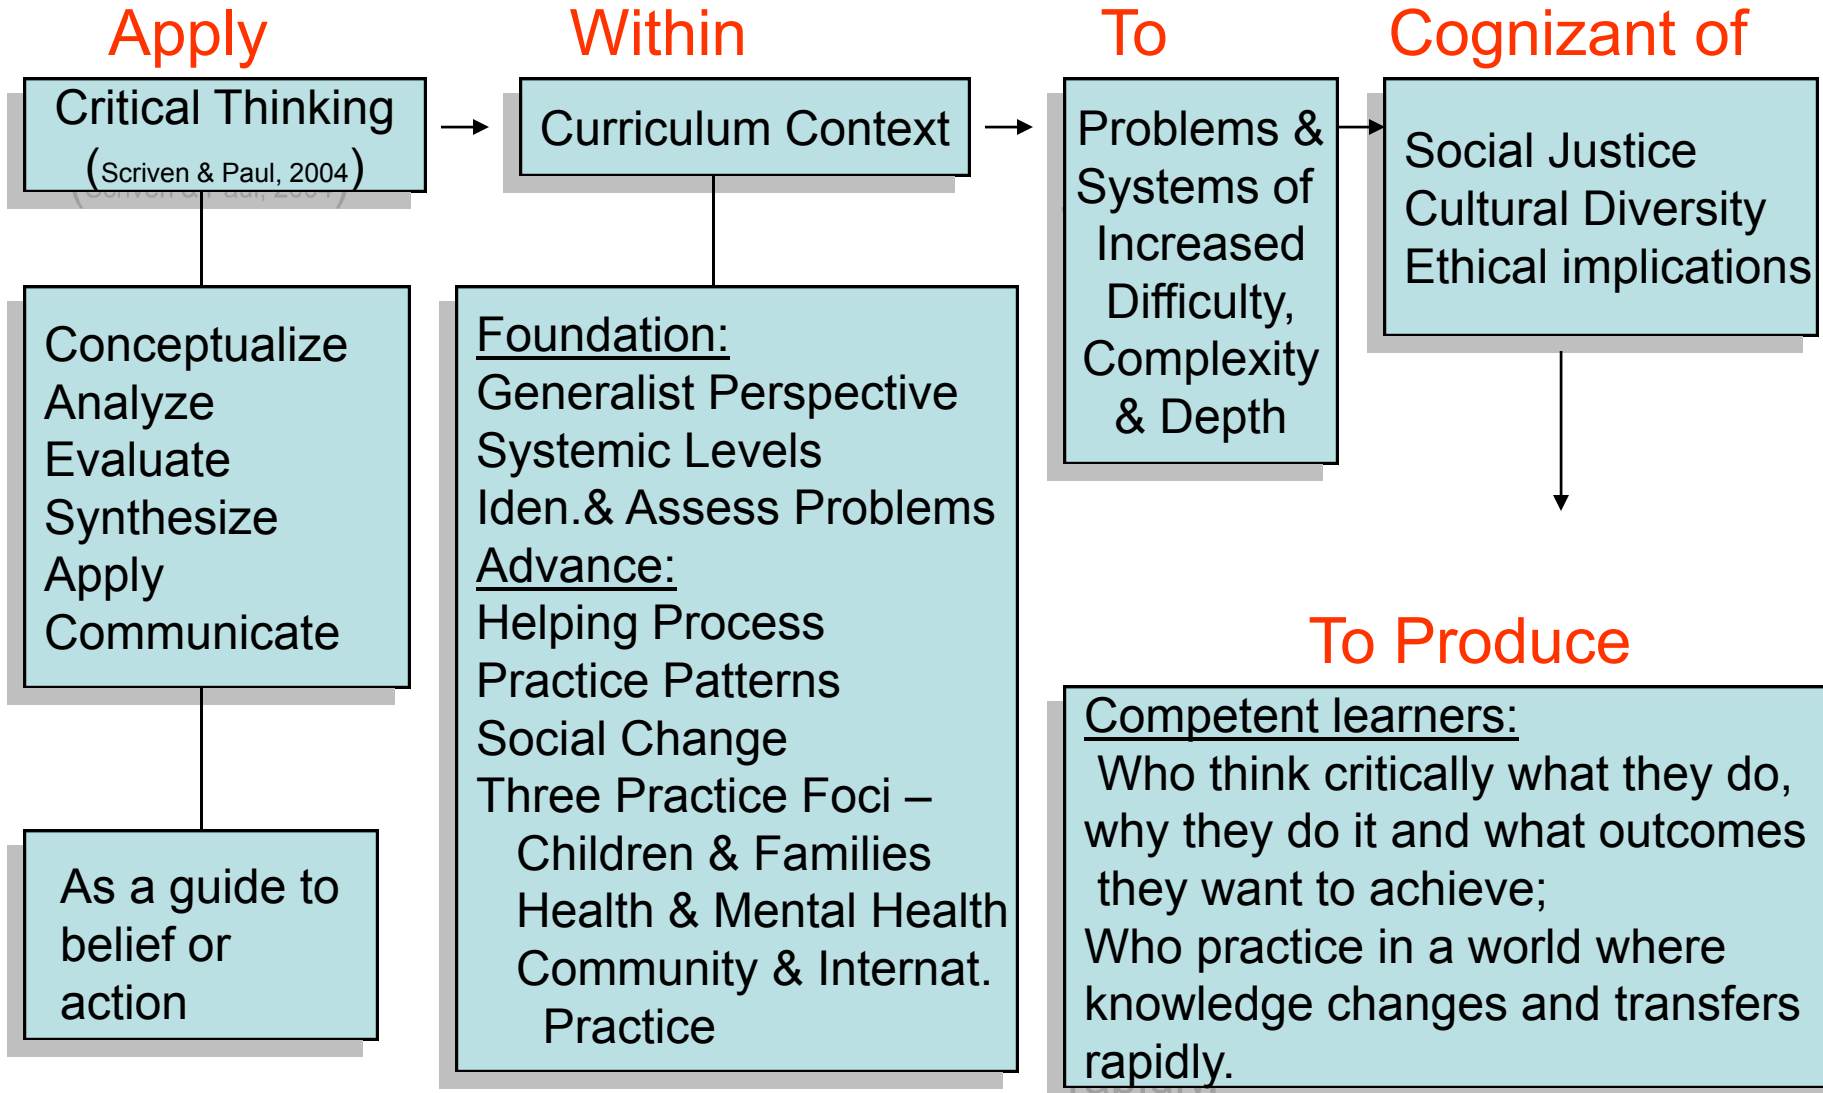 Apply
Critical Thinking
(Scriven & Paul, 2004)
Conceptualize
Analyze
Evaluate
Synthesize
Apply
Communicate
As a guide to
belief or
action
Within
Curriculum Context
Foundation:
Generalist Perspective
Systemic Levels
Iden.& Assess Problems
Advance:
Helping Process
Practice Patterns
Social Change
Three Practice Foci –
Children & Families
Health & Mental Health
Community & Internat.
Practice
To
Problems &
Systems of
Increased
Difficulty,
Complexity
& Depth
Cognizant of
Social Justice
Cultural Diversity
Ethical implications
To Produce
Competent learners:
Who think critically what they do,
why they do it and what outcomes
they want to achieve;
Who practice in a world where
knowledge changes and transfers
rapidly.